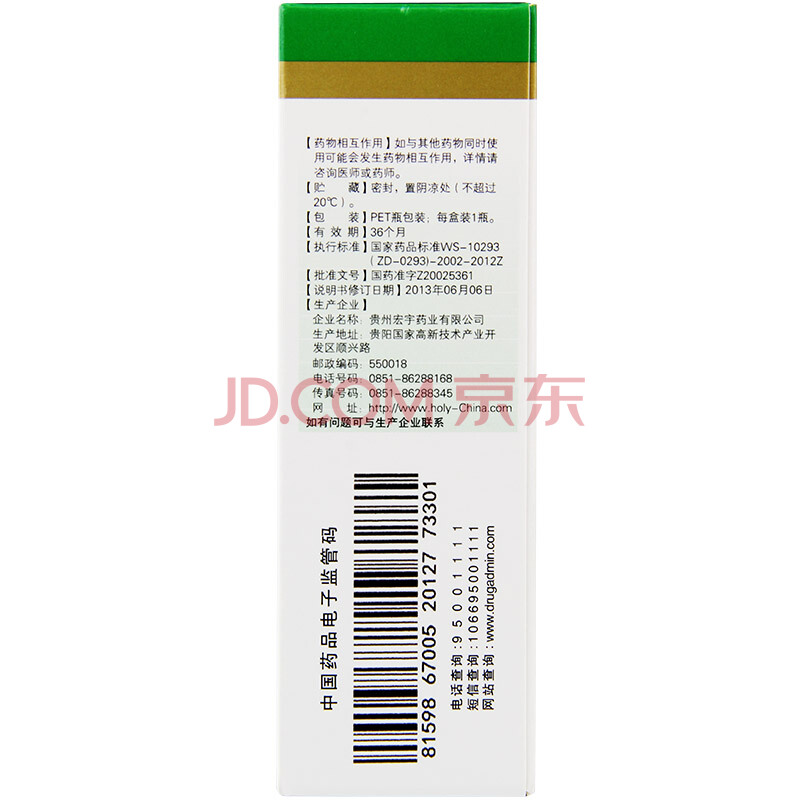 【药物相互作用】如与其他药物同时使
用可能会发生药物相互作用，详情请
咨询医师或药师。
【贮　　藏】密封，置阴凉处（不超过
20℃）。
【包　　装】PET瓶包装；每盒装1瓶。
【有 效 期】36个月
【执行标准】国家药品标准WS-10293
（ZD-0293)-2002-2012Z
【批准文号】国药准字Z20025361
【说明书修订日期】2013年06月06日
【生产企业】
企业名称：贵州宏宇药业有限公司
生产地址：贵阳国家高新技术产业开
发区顺兴路
邮政编码：550018
电话号码：0851-86288168
传真号码：0851-86288345
网　　址：http://www.holy-China.com
如有问题可与生产企业联系
JD.COM 京东
中国药品电子监管码
81598 67005 20127 73301
电话查询：95001111
短信查询：106695001111
网站查询：www.drugadmin.com